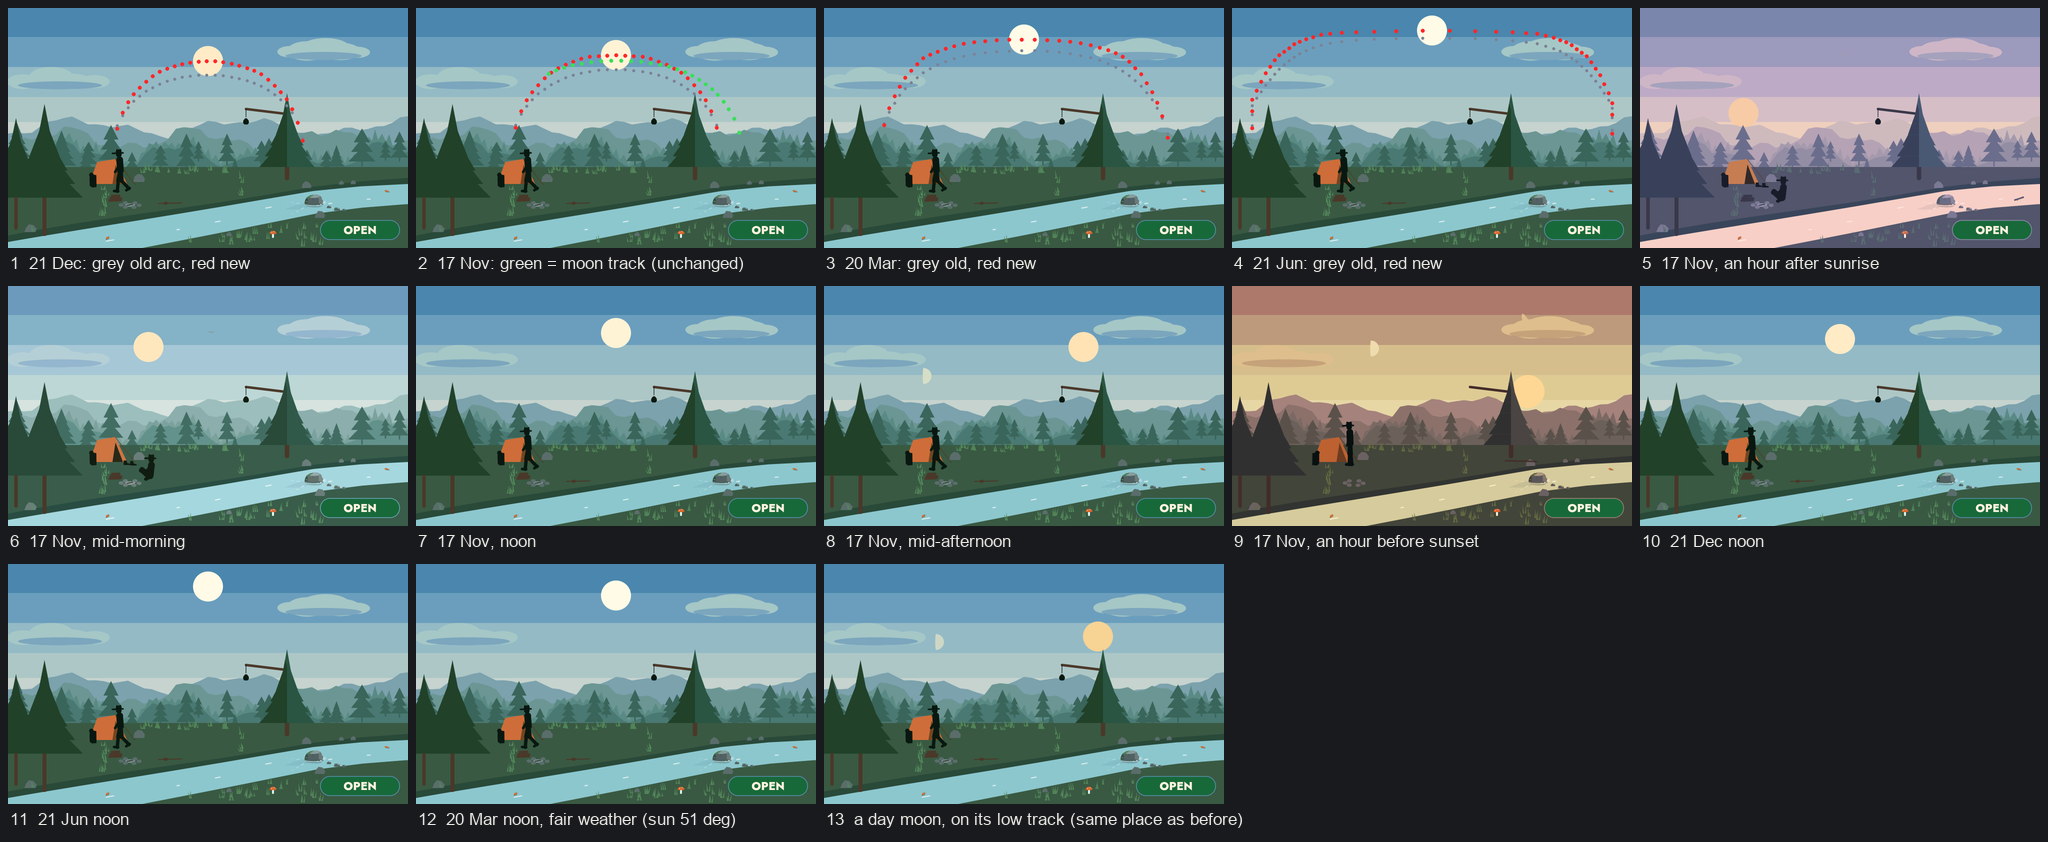 OPEN
OPEN
OPEN
OPEN
OPEN
1 21 Dec: grey old arc, red new
2 17 Nov: green = moon track (unchanged)
3 20 Mar: grey old, red new
4 21 Jun: grey old, red new
5 17 Nov, an hour after sunrise
OPEN
OPEN
OPEN
OPEN
OPEN
6 17 Nov, mid-morning
7 17 Nov, noon
8 17 Nov, mid-afternoon
9 17 Nov, an hour before sunset
10 21 Dec noon
OPEN
OPEN
OPEN
11 21 Jun noon
12 20 Mar noon, fair weather (sun 51 deg)
13 a day moon, on its low track (same place as before)